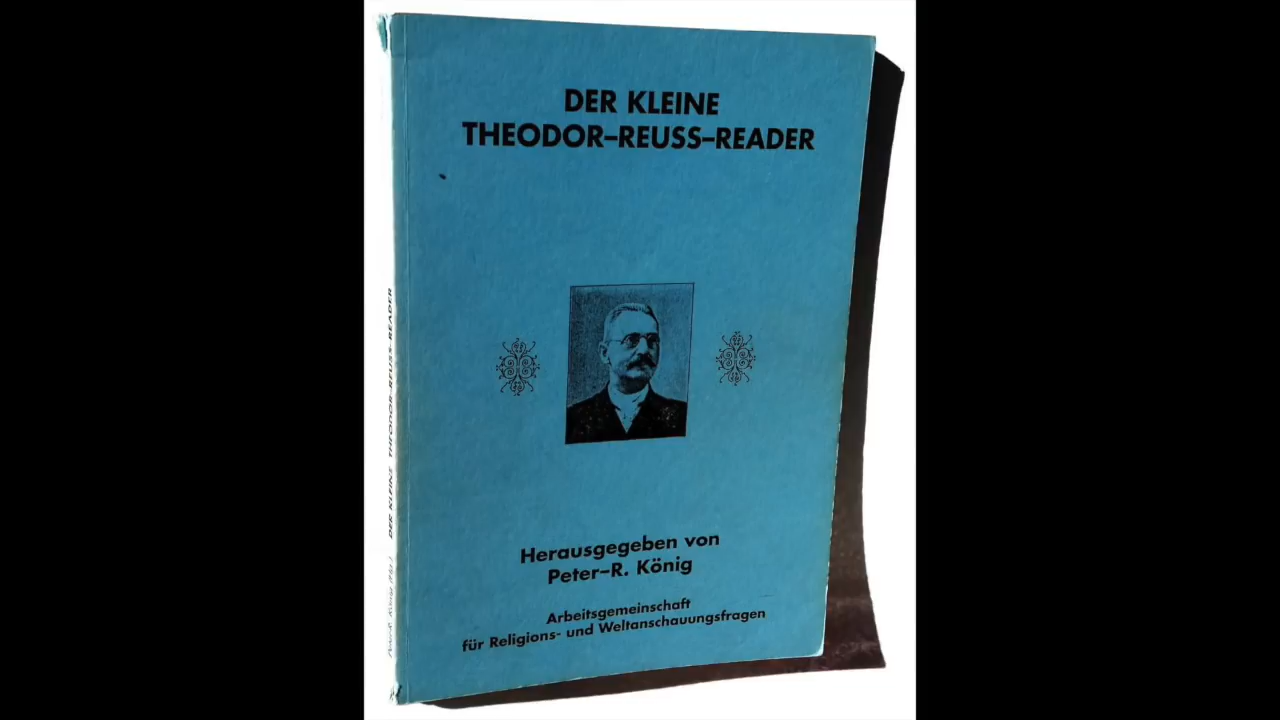 DER KLEINE
THEODOR–REUSS–READER
Herausgegeben von
Peter–R. König
Arbeitsgemeinschaft
für Religions- und Weltanschauungsfragen
DER KLEINE THEODOR–REUSS–READER